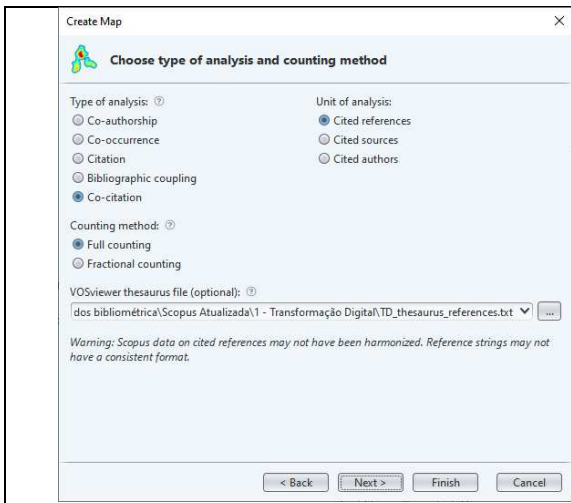 Create Map
Choose type of analysis and counting method
Type of analysis:
Unit of analysis:
Co-authorship
Cited references
Co-occurrence
Cited sources
Citation
Cited authors
Bibliographic coupling
Co-citation
Counting method:
Full counting
Fractional counting
VOSviewer thesaurus file (optional):
dos bibliométrica\Scopus Atualizada\1 - Transformação Digital\TD_thesaurus_references.txt
...
Warning: Scopus data on cited references may not have been harmonized. Reference strings may not
have a consistent format.
< Back Next > Finish Cancel